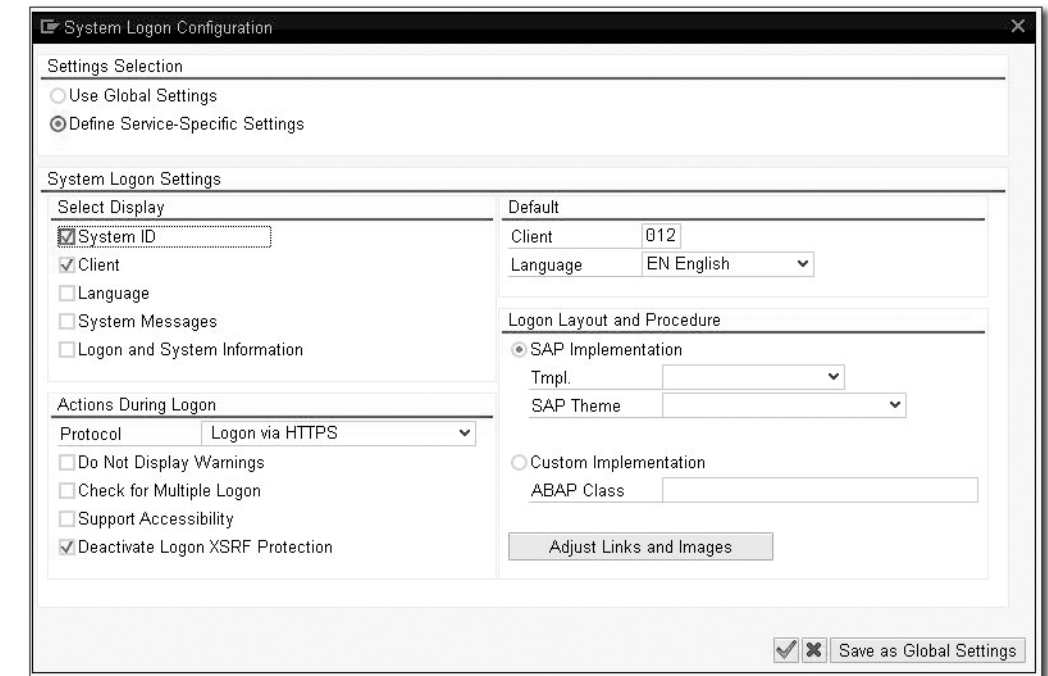 System Logon Configuration
Settings Selection
Use Global Settings
Define Service-Specific Settings
System Logon Settings
Select Display
System ID
Client
Language
System Messages
Logon and System Information
Actions During Logon
Protocol Logon via HTTPS
Do Not Display Warnings
Check for Multiple Logon
Support Accessibility
Deactivate Logon XSRF Protection
Default
Client 012
Language EN English
Logon Layout and Procedure
SAP Implementation
Tmpl.
SAP Theme
Custom Implementation
ABAP Class
Adjust Links and Images
Save as Global Settings